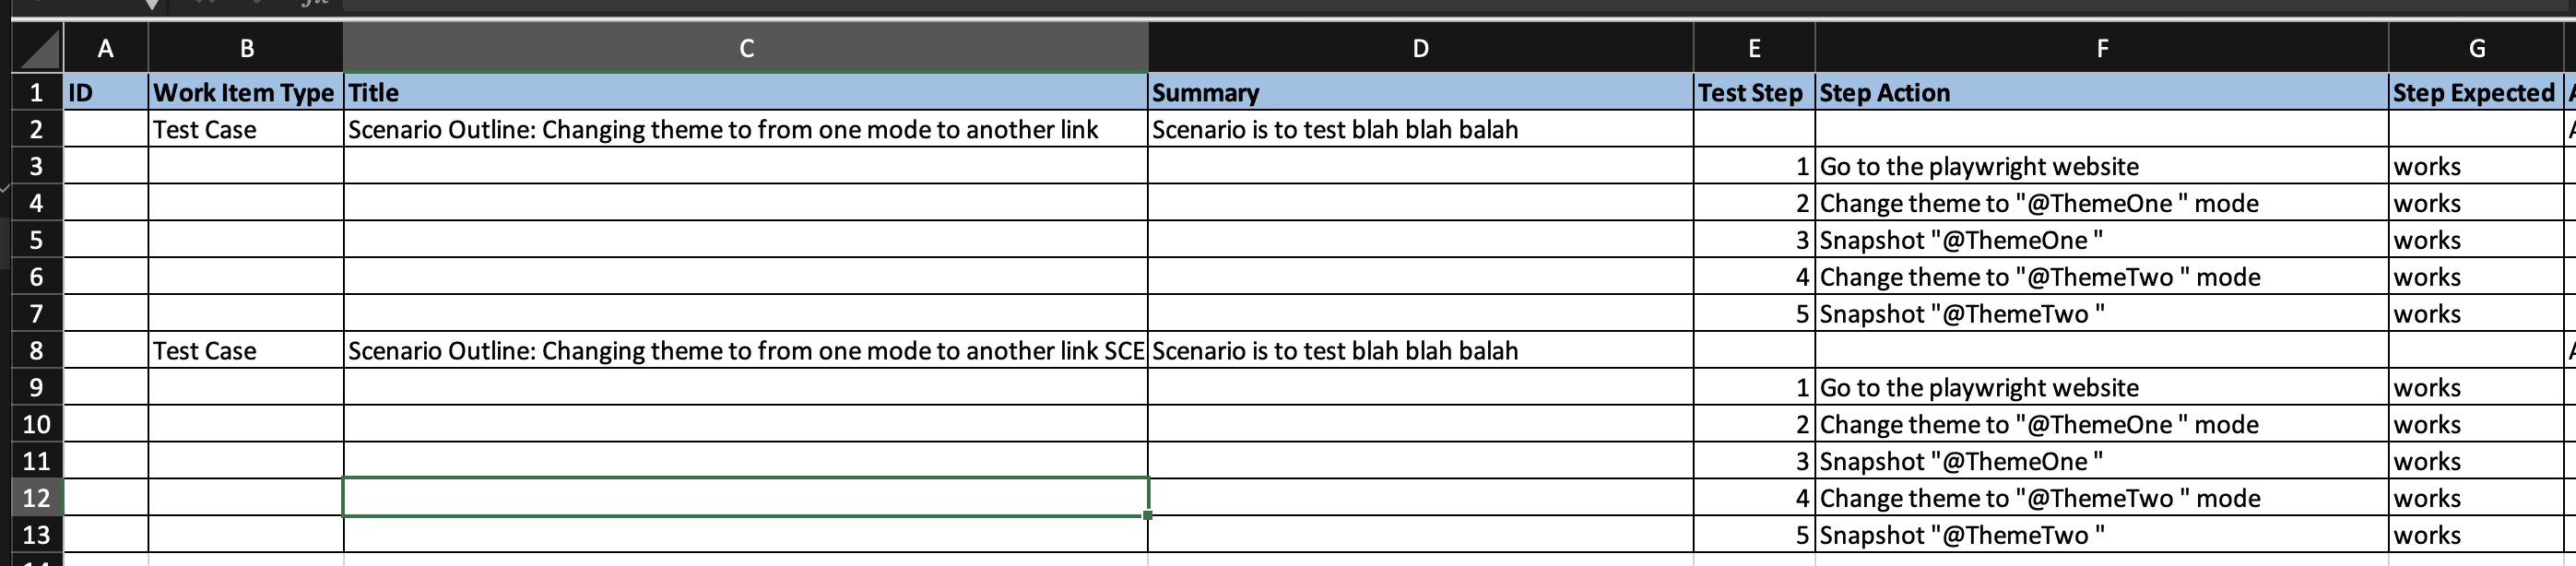 A B C D E F G
1 ID Work Item Type Title Summary Test Step Step Action Step Expected
2 Test Case Scenario Outline: Changing theme to from one mode to another link Scenario is to test blah blah balah
3 1 Go to the playwright website works
4 2 Change theme to "@ThemeOne " mode works
5 3 Snapshot "@ThemeOne " works
6 4 Change theme to "@ThemeTwo " mode works
7 5 Snapshot "@ThemeTwo " works
8 Test Case Scenario Outline: Changing theme to from one mode to another link SCE Scenario is to test blah blah balah
9 1 Go to the playwright website works
10 2 Change theme to "@ThemeOne " mode works
11 3 Snapshot "@ThemeOne " works
12 4 Change theme to "@ThemeTwo " mode works
13 5 Snapshot "@ThemeTwo " works